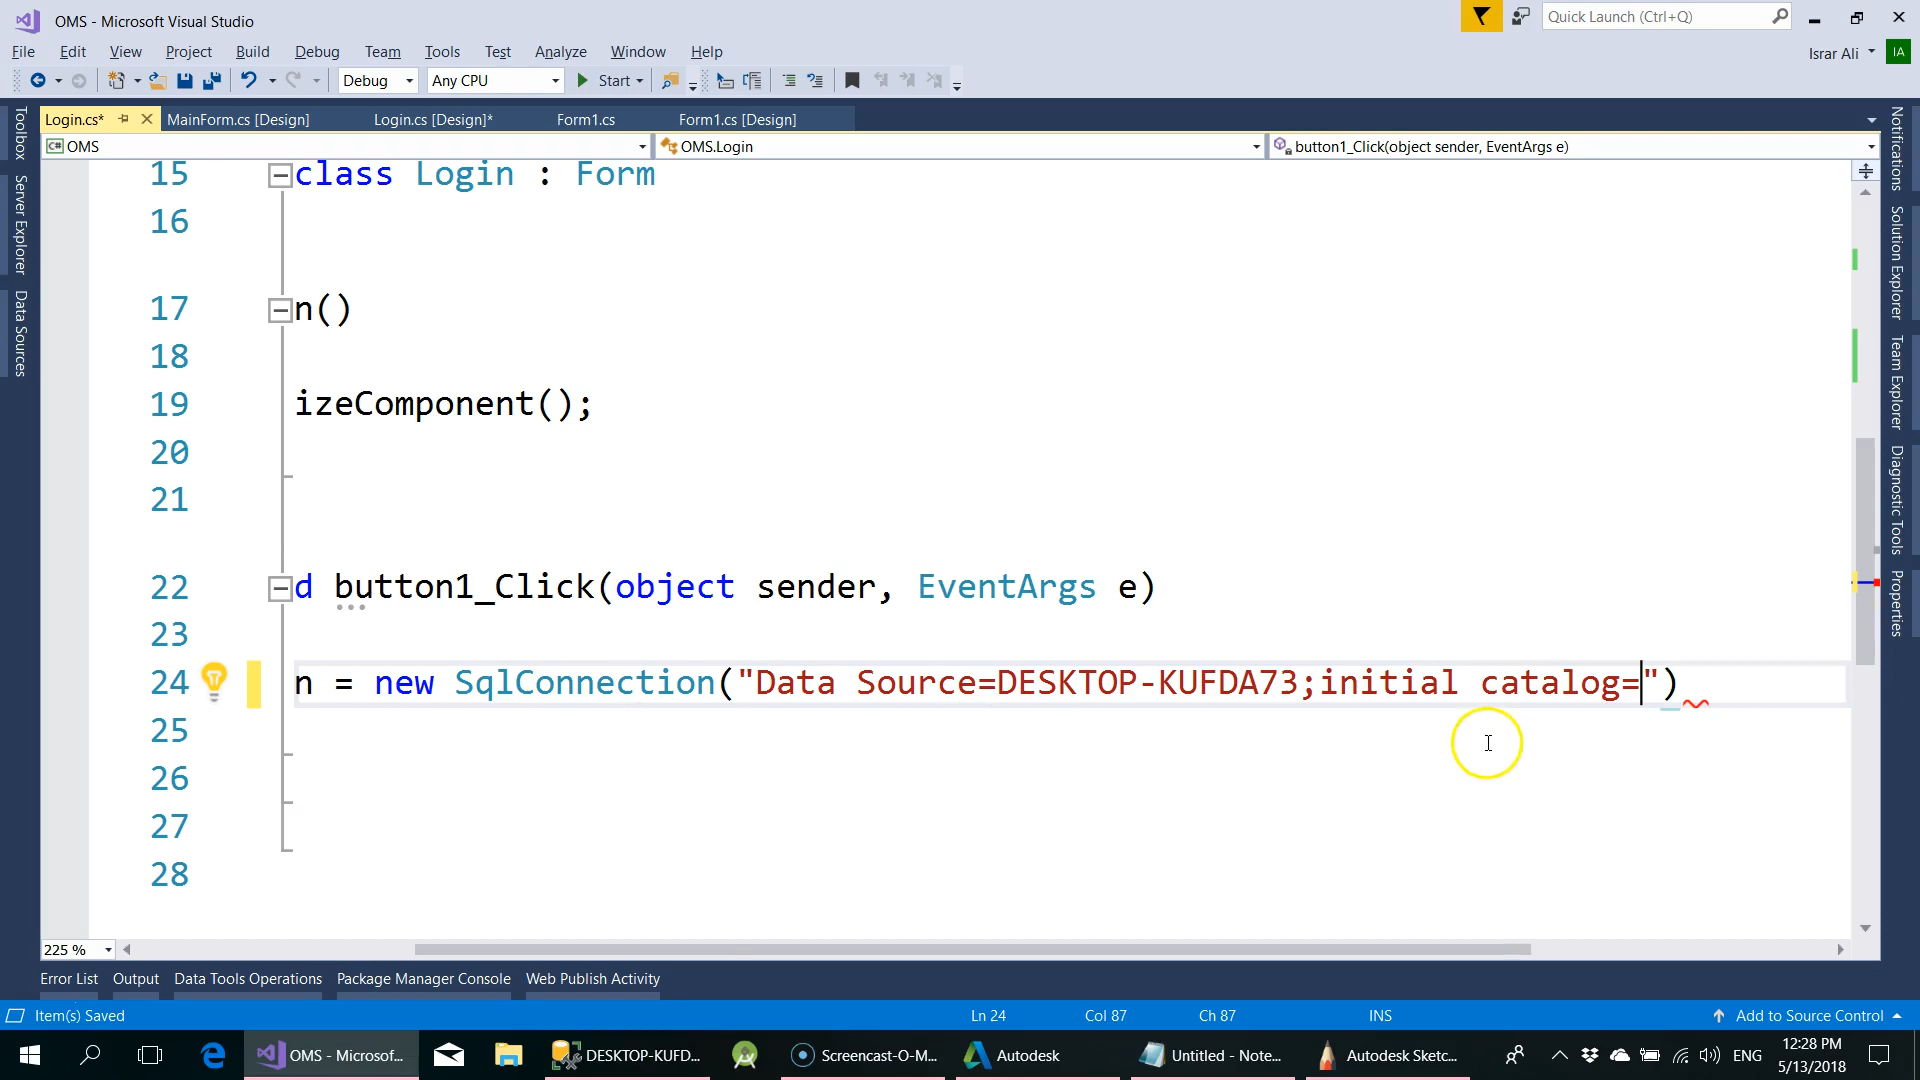 OMS - Microsoft Visual Studio
Quick Launch (Ctrl+Q)
File Edit View Project Build Debug Team Tools Test Analyze Window Help
Israr Ali IA
Debug Any CPU Start
Login.cs* MainForm.cs [Design] Login.cs [Design]* Form1.cs Form1.cs [Design]
C# OMS OMS.Login button1_Click(object sender, EventArgs e)
Toolbox
Server Explorer
Data Sources
15 class Login : Form
16
17 n()
18
19 izeComponent();
20
21
22 d button1_Click(object sender, EventArgs e)
23
24 n = new SqlConnection("Data Source=DESKTOP-KUFDA73;initial catalog=")
25
26
27
28
Notifications
Solution Explorer
Team Explorer
Diagnostic Tools
Properties
225 %
Error List Output Data Tools Operations Package Manager Console Web Publish Activity
Item(s) Saved Ln 24 Col 87 Ch 87 INS Add to Source Control
OMS - Microsof... DESKTOP-KUFD... Screencast-O-M... Autodesk Untitled - Note... Autodesk Sketc... ENG 12:28 PM
5/13/2018